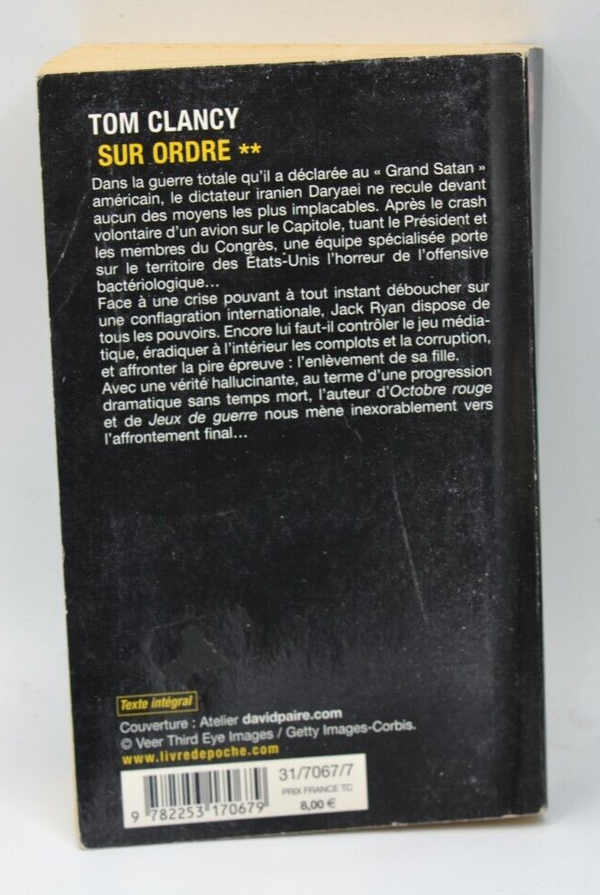 TOM CLANCY
SUR ORDRE **
Dans la guerre totale qu'il a déclarée au « Grand Satan »
américain, le dictateur iranien Daryaei ne recule devant
aucun des moyens les plus implacables. Après le crash
volontaire d'un avion sur le Capitole, tuant le Président et
les membres du Congrès, une équipe spécialisée porte
sur le territoire des États-Unis l'horreur de l'offensive
bactériologique...
Face à une crise pouvant à tout instant déboucher sur
une conflagration internationale, Jack Ryan dispose de
tous les pouvoirs. Encore lui faut-il contrôler le jeu média-
tique, éradiquer à l'intérieur les complots et la corruption,
et affronter la pire épreuve : l'enlèvement de sa fille.
Avec une vérité hallucinante, au terme d'une progression
dramatique sans temps mort, l'auteur d'Octobre rouge
et de Jeux de guerre nous mène inexorablement vers
l'affrontement final...
Texte intégral
Couverture : Atelier davidpaire.com
© Veer Third Eye Images / Getty Images-Corbis.
www.livredepoche.com
31/7067/7
PRIX FRANCE TC
8,00 €
9 782253 170679